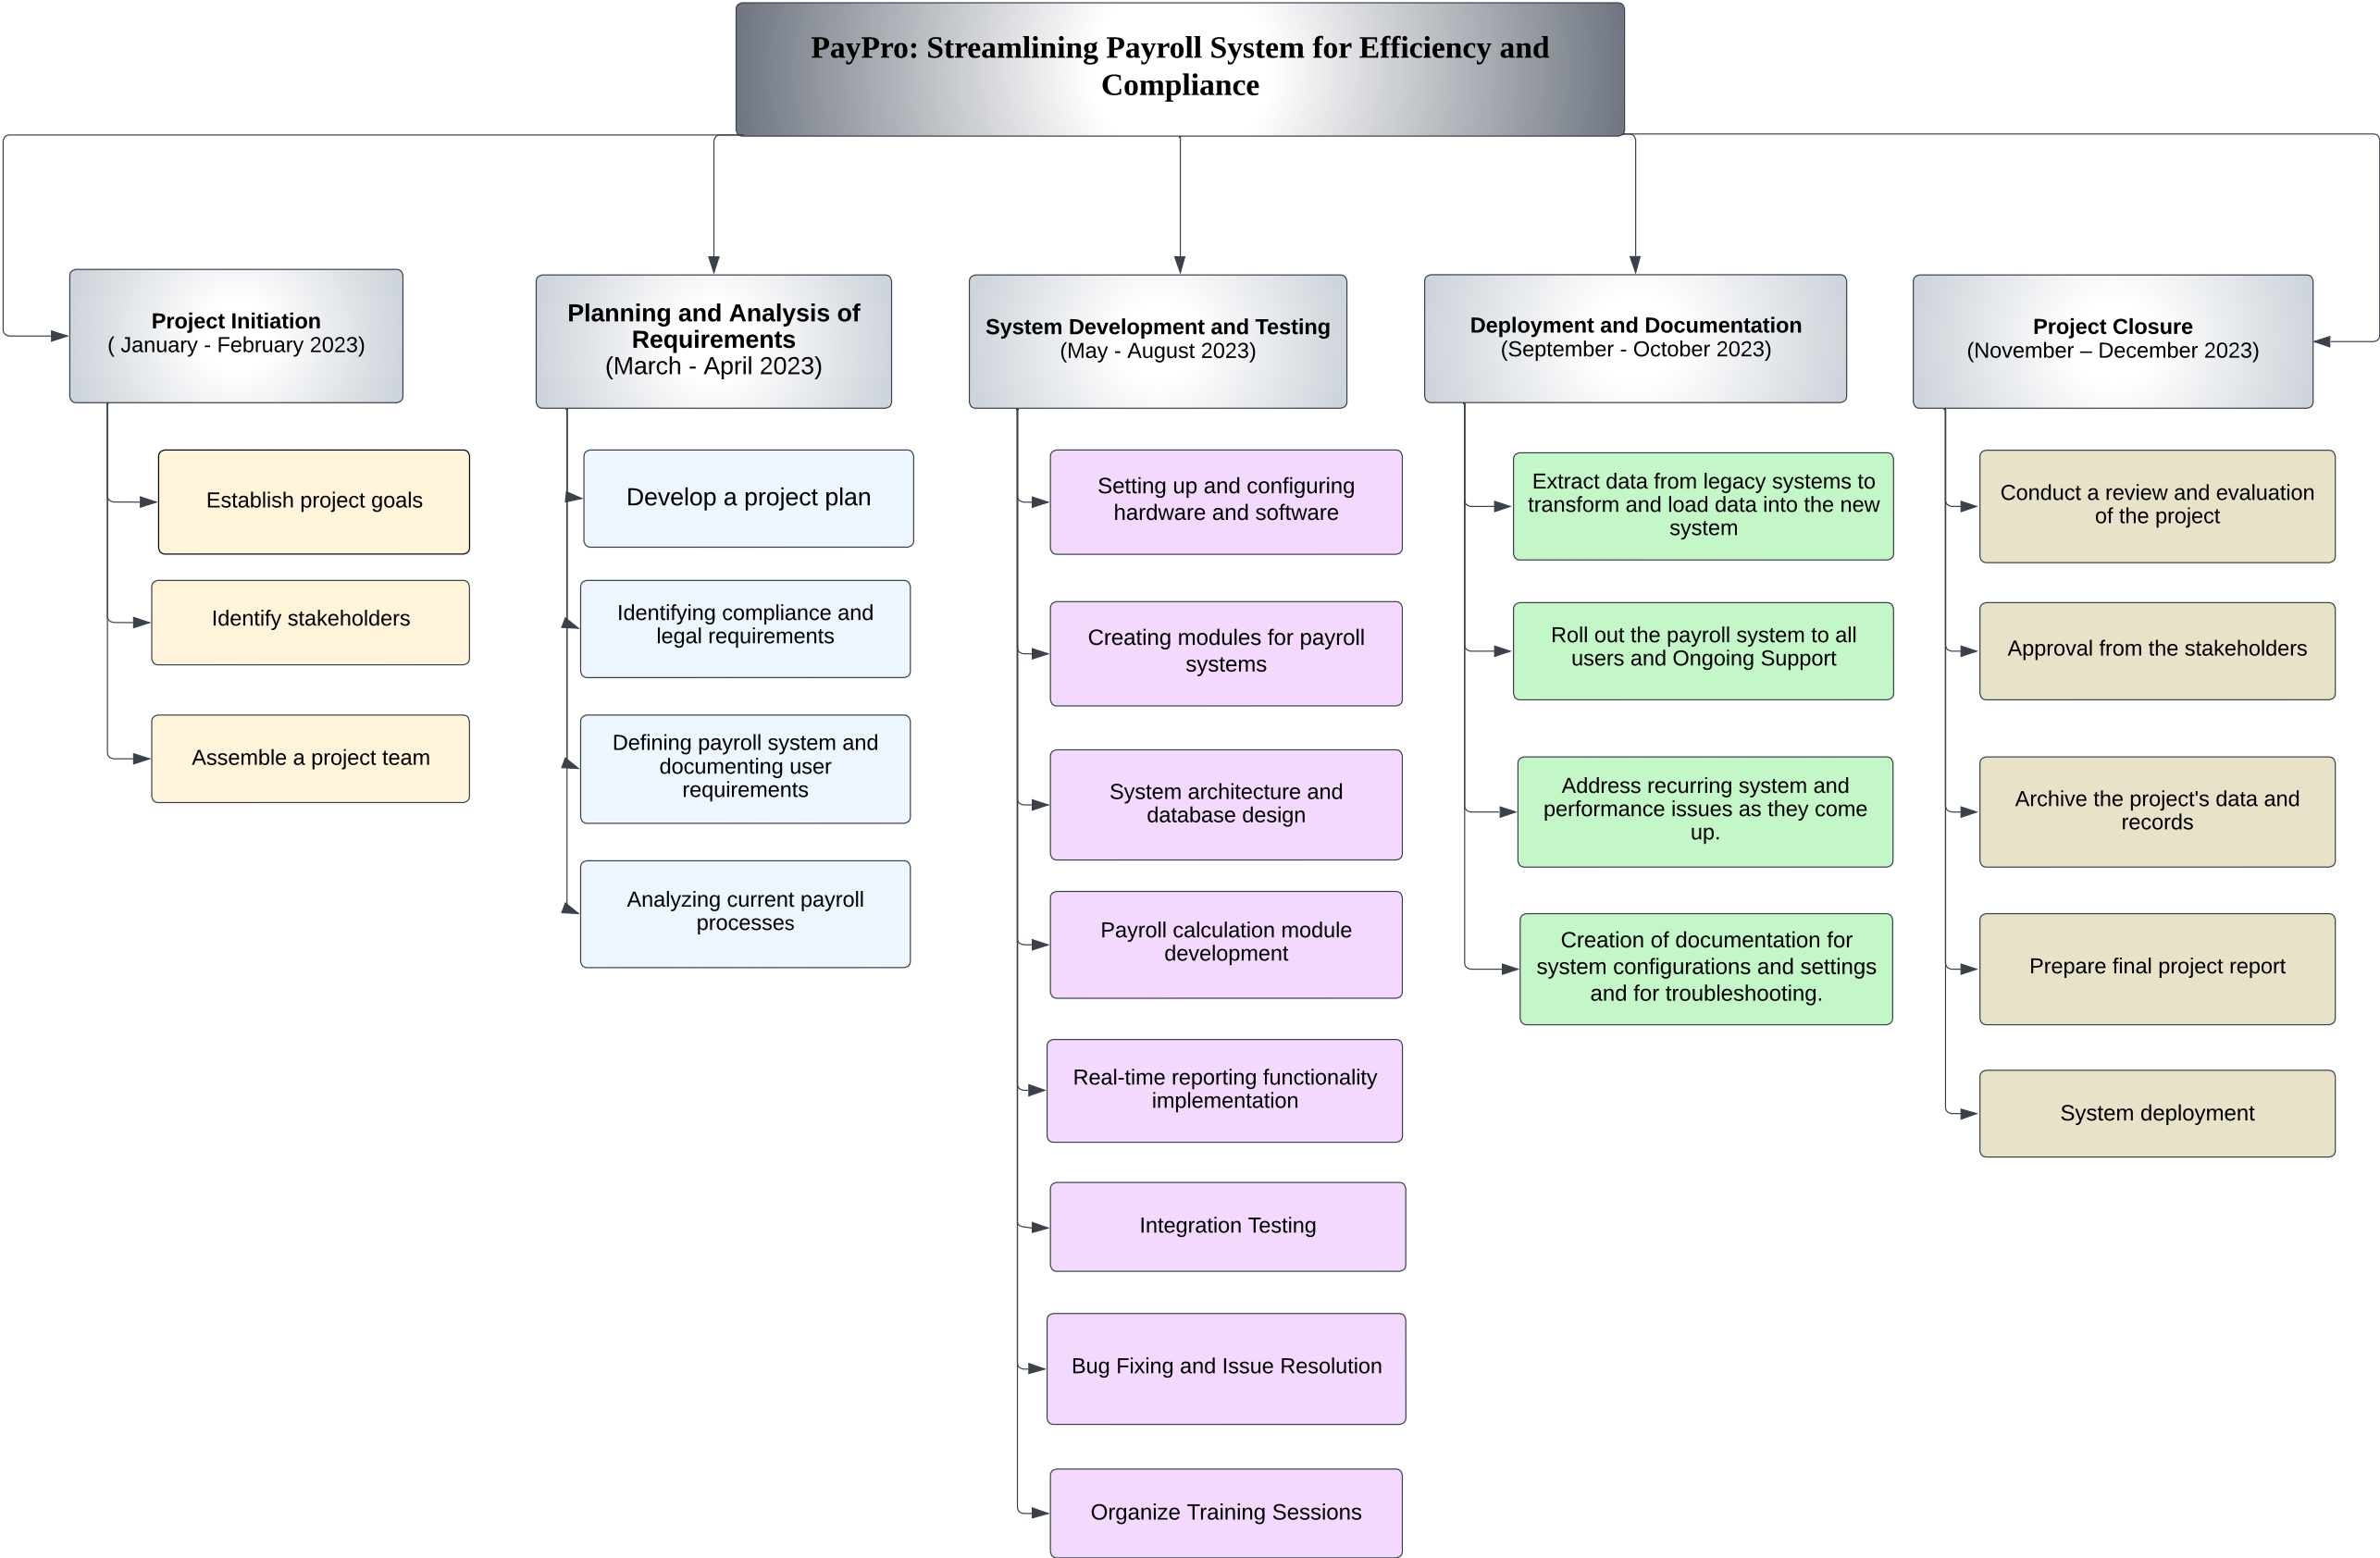 PayPro: Streamlining Payroll System for Efficiency and
Compliance
Project Initiation
( January - February 2023)
Establish project goals
Identify stakeholders
Assemble a project team
Planning and Analysis of
Requirements
(March - April 2023)
Develop a project plan
Identifying compliance and
legal requirements
Defining payroll system and
documenting user
requirements
Analyzing current payroll
processes
System Development and Testing
(May - August 2023)
Setting up and configuring
hardware and software
Creating modules for payroll
systems
System architecture and
database design
Payroll calculation module
development
Real-time reporting functionality
implementation
Integration Testing
Bug Fixing and Issue Resolution
Organize Training Sessions
Deployment and Documentation
(September - October 2023)
Extract data from legacy systems to
transform and load data into the new
system
Roll out the payroll system to all
users and Ongoing Support
Address recurring system and
performance issues as they come
up.
Creation of documentation for
system configurations and settings
and for troubleshooting.
Project Closure
(November – December 2023)
Conduct a review and evaluation
of the project
Approval from the stakeholders
Archive the project's data and
records
Prepare final project report
System deployment